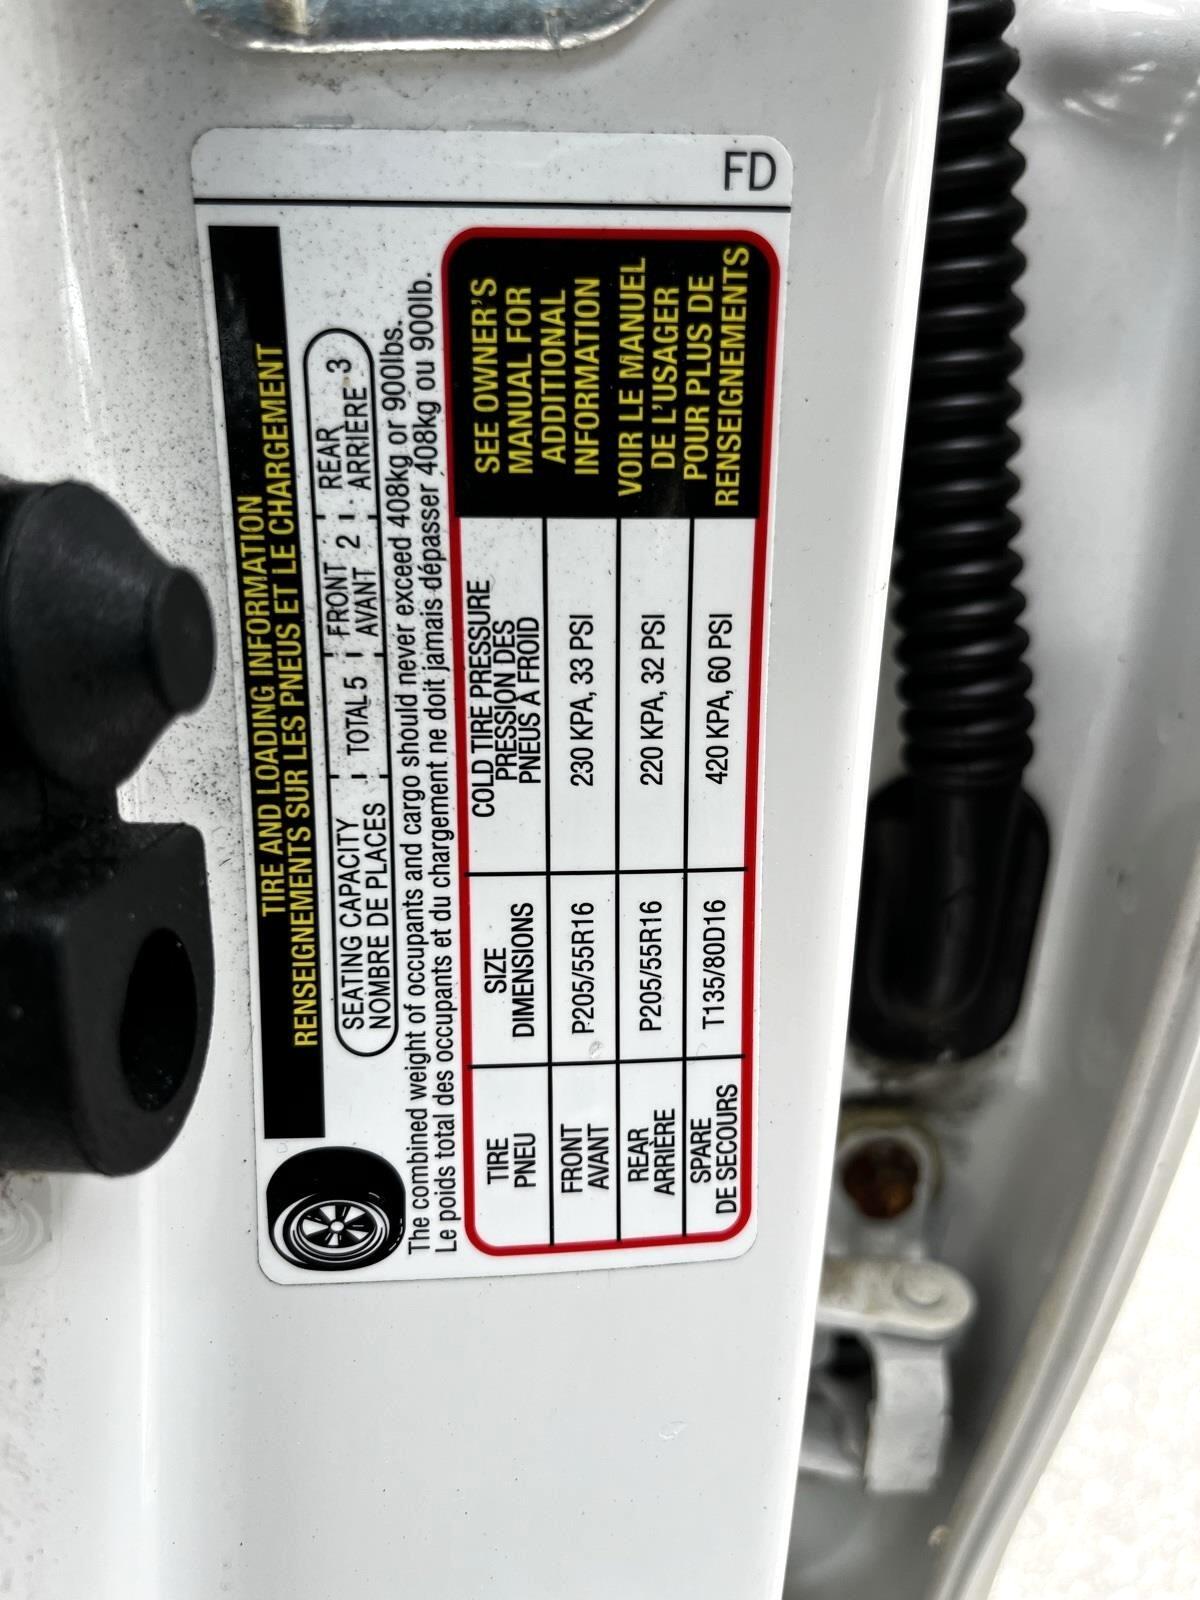 TIRE AND LOADING INFORMATION
RENSEIGNEMENTS SUR LES PNEUS ET LE CHARGEMENT
SEATING CAPACITY TOTAL 5 FRONT 2 REAR 3
NOMBRE DE PLACES AVANT ARRIÈRE
The combined weight of occupants and cargo should never exceed 408kg or 900lbs.
Le poids total des occupants et du chargement ne doit jamais dépasser 408kg ou 900lb.
TIRE
PNEU
SIZE
DIMENSIONS
COLD TIRE PRESSURE
PRESSION DES
PNEUS A FROID
FRONT
AVANT
P205/55R16
230 KPA, 33 PSI
REAR
ARRIÈRE
P205/55R16
220 KPA, 32 PSI
SPARE
DE SECOURS
T135/80D16
420 KPA, 60 PSI
SEE OWNER'S
MANUAL FOR
ADDITIONAL
INFORMATION
VOIR LE MANUEL
DE L'USAGER
POUR PLUS DE
RENSEIGNEMENTS
FD